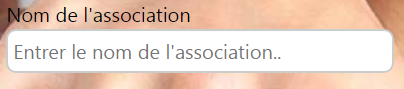 Nom de l'association
Entrer le nom de l'association..